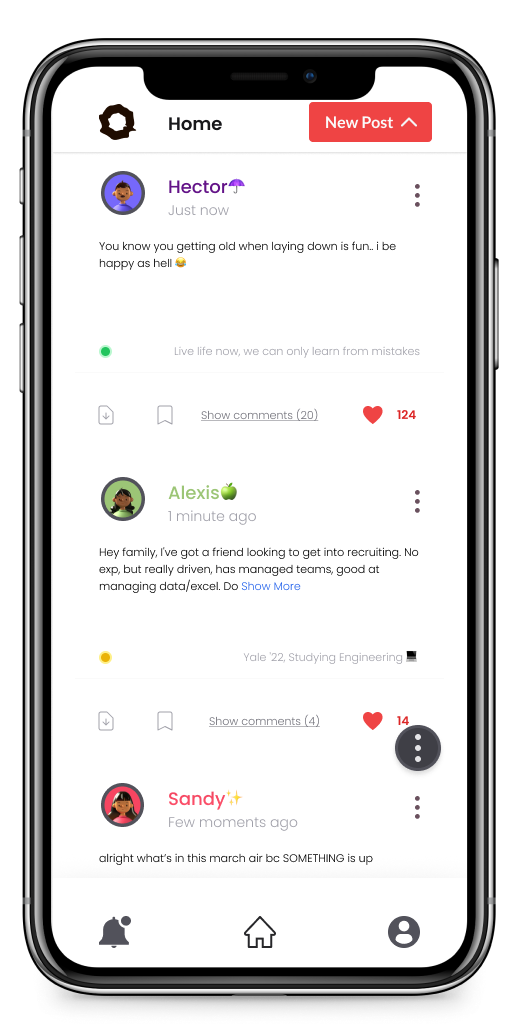 Home
New Post
Hector☂
Just now
You know you getting old when laying down is fun.. i be
happy as hell 😂
Live life now, we can only learn from mistakes
Show comments (20)
124
Alexis🍏
1 minute ago
Hey family, I've got a friend looking to get into recruiting. No
exp, but really driven, has managed teams, good at
managing data/excel. Do Show More
Yale '22, Studying Engineering 💻
Show comments (4)
14
Sandy✨
Few moments ago
alright what's in this march air bc SOMETHING is up